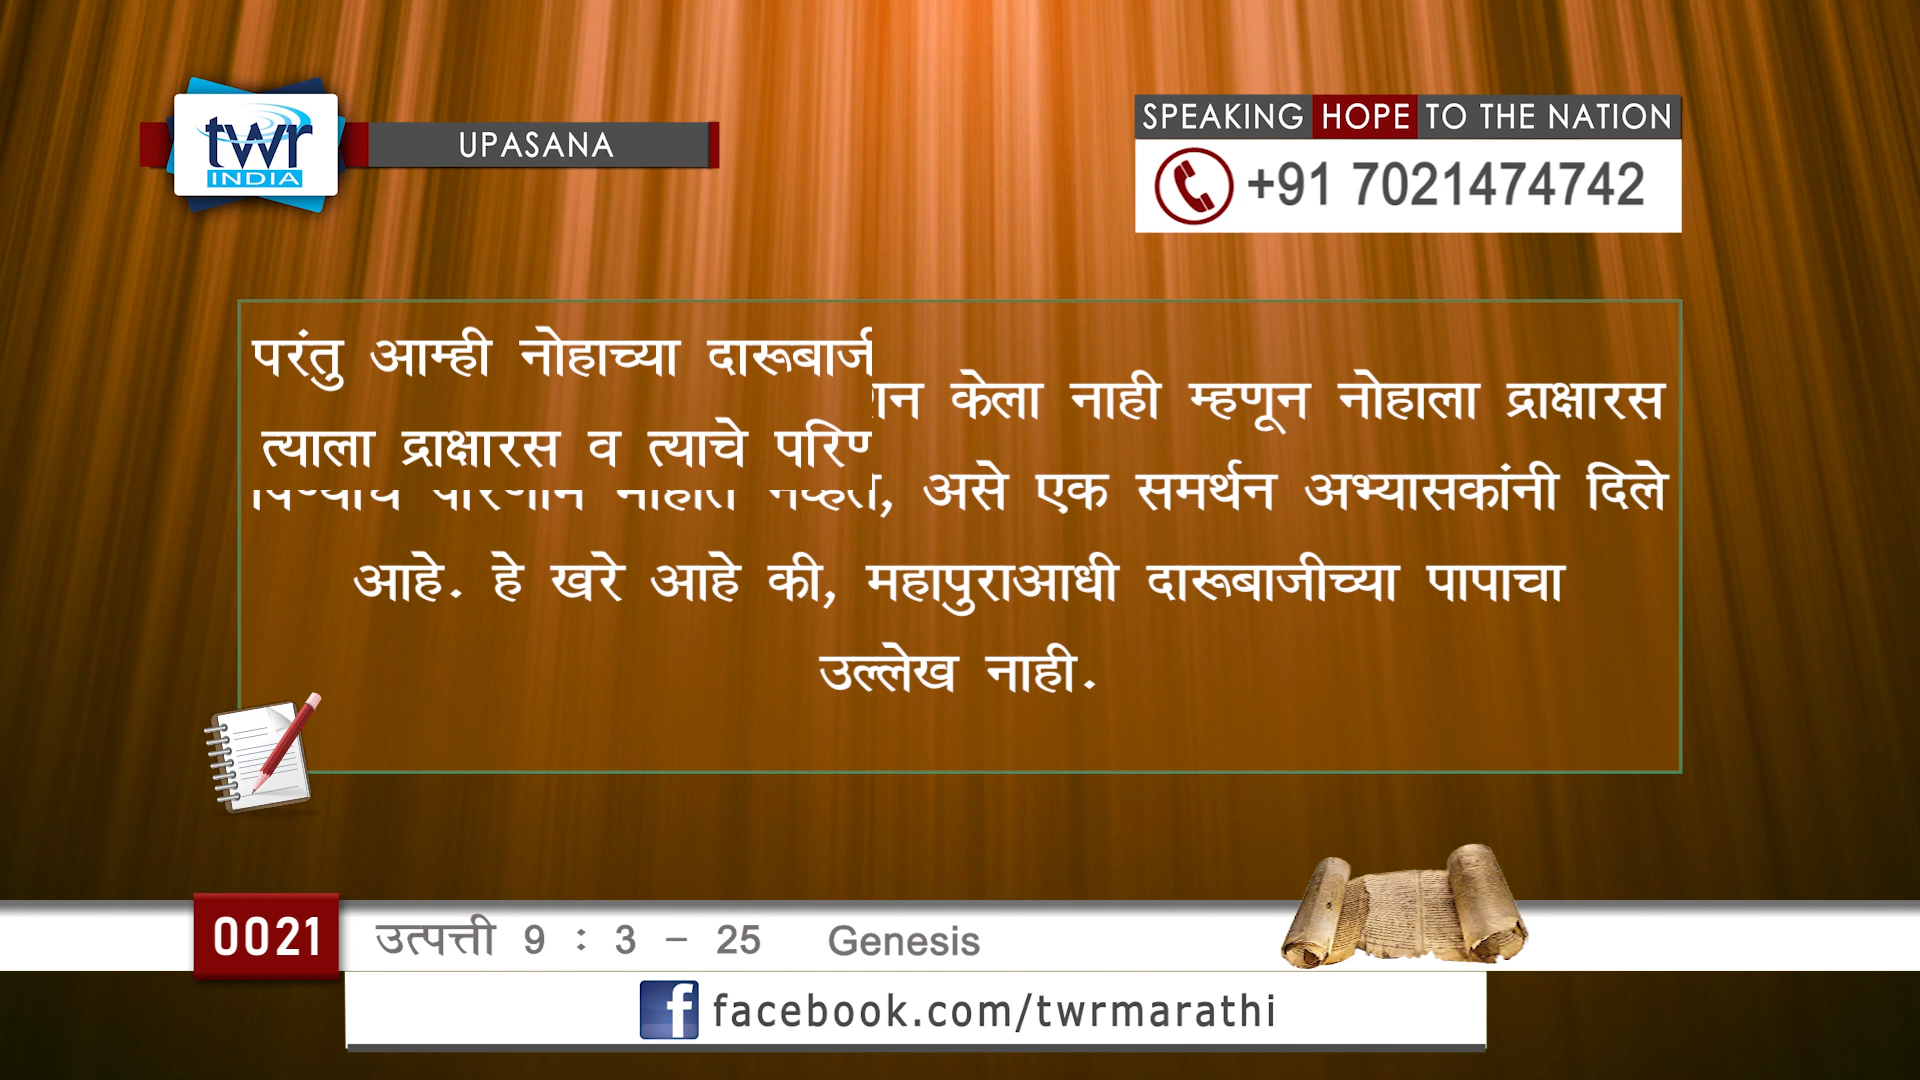 twr
INDIA
UPASANA
SPEAKING HOPE TO THE NATION
+91 7021474742
परंतु आम्ही नोहाच्या
केला नाही म्हणून नोहाला द्राक्षारस
त्याला द्राक्षारस व त्याचे
असे एक समर्थन अभ्यासकांनी दिले
आहे. हे खरे आहे की, महापुराआधी दारूबाजीच्या पापाचा
उल्लेख नाही.
0021 उत्पत्ती 9 : 3 - 25 Genesis
facebook.com/twrmarathi